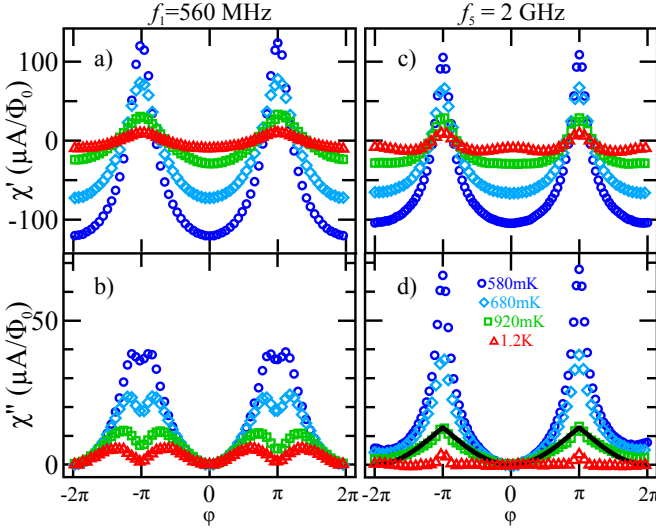 f₁=560 MHz
f₅ = 2 GHz
a)
c)
χ' (μA/Φ₀)
100
0
-100
b)
d)
χ'' (μA/Φ₀)
50
0
580mK
680mK
920mK
1.2K
-2π -π 0 π 2π
-2π -π 0 π 2π
φ
φ